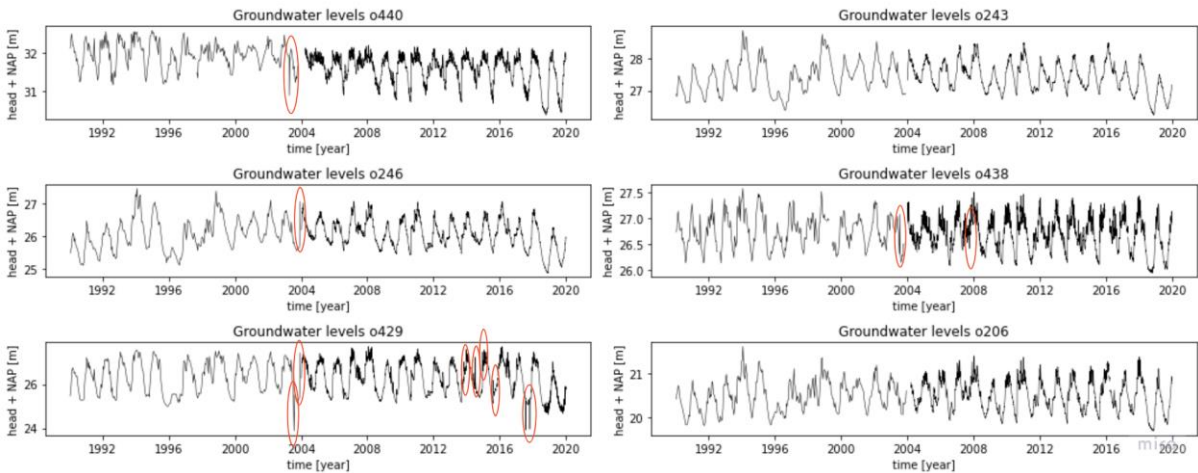 Groundwater levels o440
head + NAP [m]
32
31
1992 1996 2000 2004 2008 2012 2016 2020
time [year]
Groundwater levels o243
head + NAP [m]
28
27
1992 1996 2000 2004 2008 2012 2016 2020
time [year]
Groundwater levels o246
head + NAP [m]
27
26
25
1992 1996 2000 2004 2008 2012 2016 2020
time [year]
Groundwater levels o438
head + NAP [m]
27.5
27.0
26.5
26.0
1992 1996 2000 2004 2008 2012 2016 2020
time [year]
Groundwater levels o429
head + NAP [m]
26
24
1992 1996 2000 2004 2008 2012 2016 2020
time [year]
Groundwater levels o206
head + NAP [m]
21
20
1992 1996 2000 2004 2008 2012 2016 2020
time [year]
miro